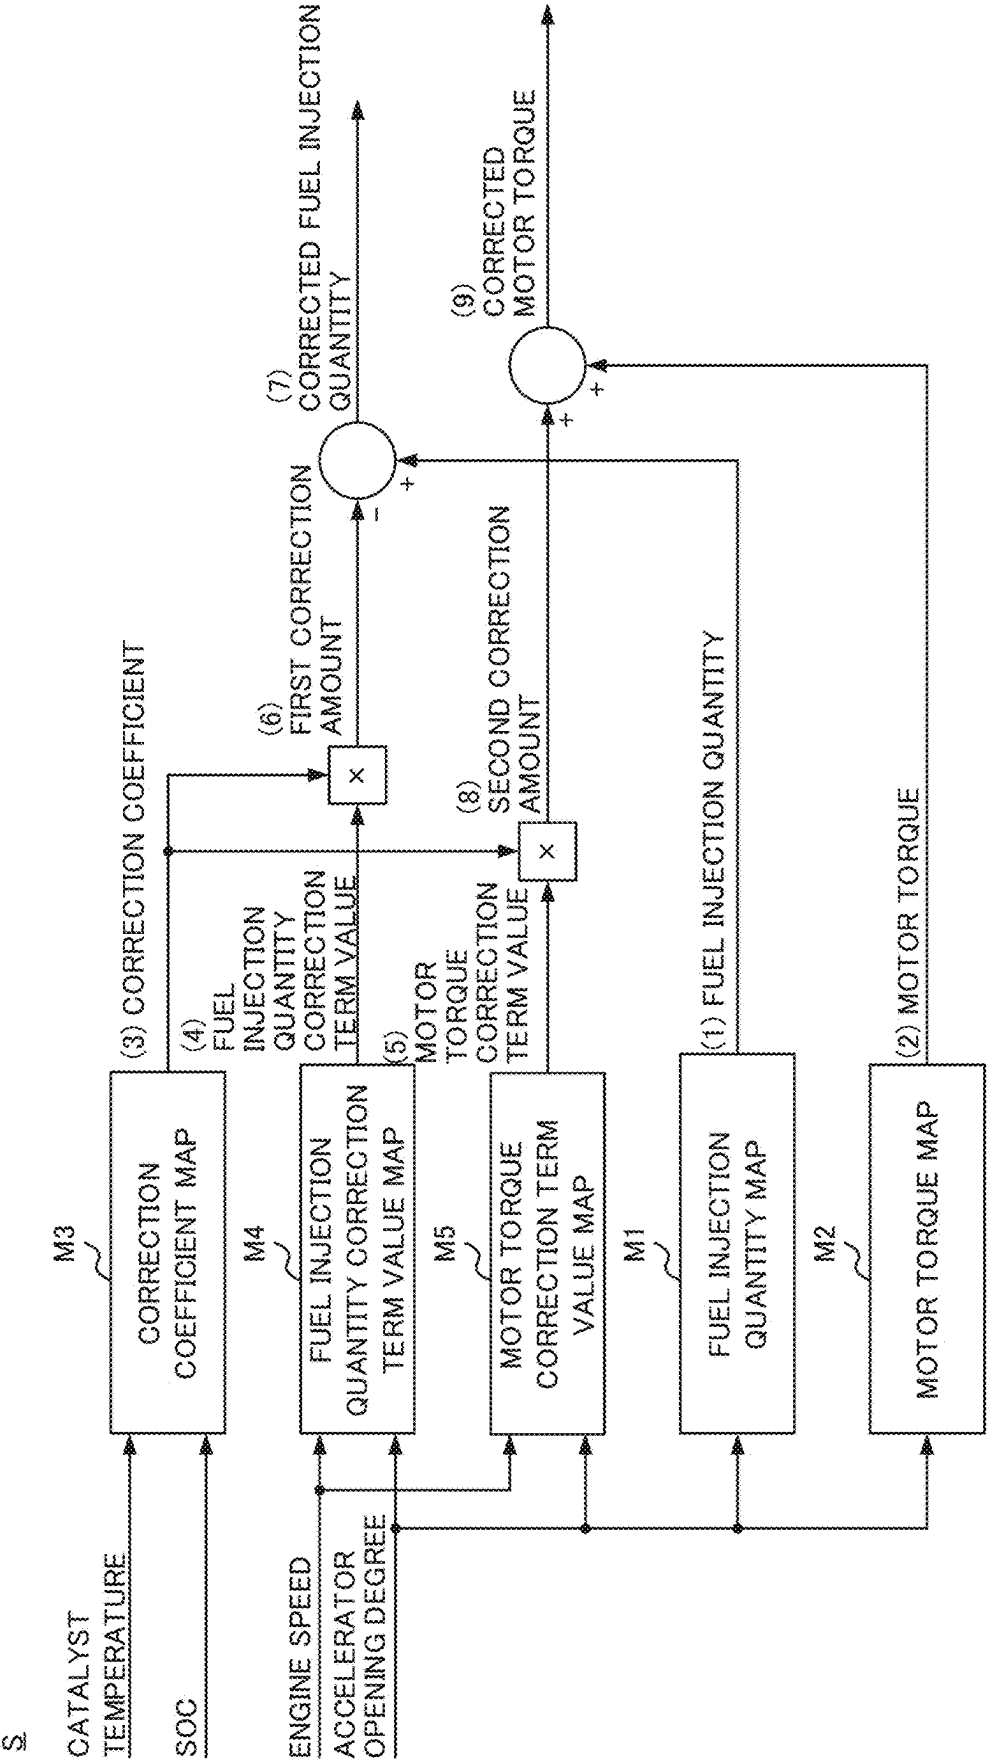 S
CATALYST
TEMPERATURE
SOC
ENGINE SPEED
ACCELERATOR
OPENING DEGREE
M3
CORRECTION
COEFFICIENT MAP
M4
FUEL INJECTION
QUANTITY CORRECTION
TERM VALUE MAP
M5
MOTOR TORQUE
CORRECTION TERM
VALUE MAP
M1
FUEL INJECTION
QUANTITY MAP
M2
MOTOR TORQUE MAP
(3) CORRECTION COEFFICIENT
(4)
FUEL
INJECTION
QUANTITY
CORRECTION
TERM VALUE
(5)
MOTOR
TORQUE
CORRECTION
TERM VALUE
(1) FUEL INJECTION QUANTITY
(2) MOTOR TORQUE
×
×
(6)
FIRST CORRECTION
AMOUNT
(8)
SECOND CORRECTION
AMOUNT
−
+
+
+
(7)
CORRECTED FUEL INJECTION
QUANTITY
(9)
CORRECTED
MOTOR TORQUE